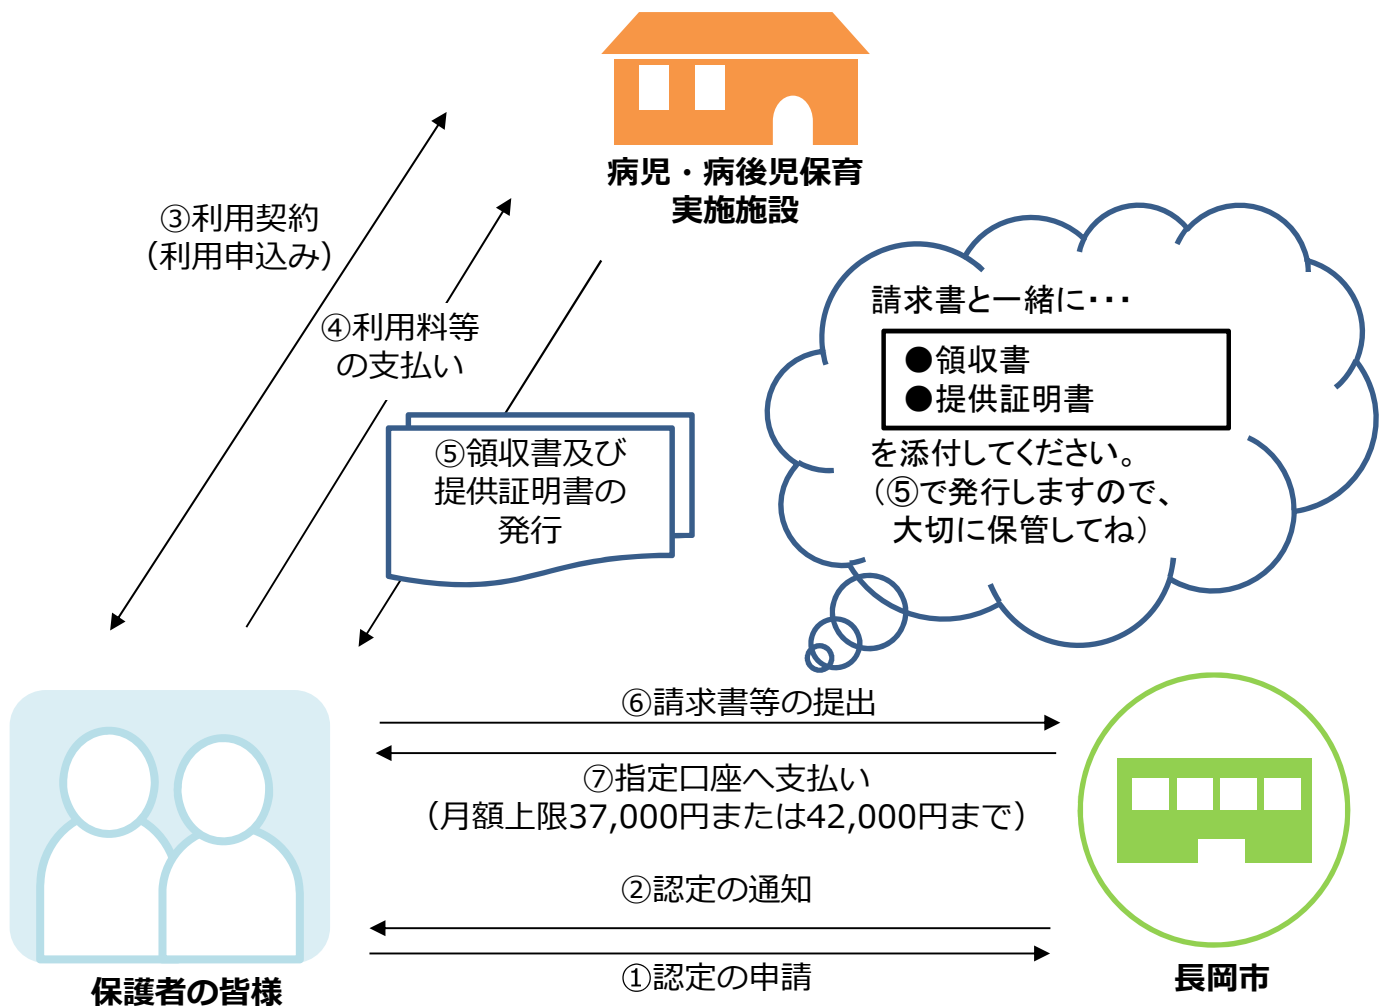 病児・病後児保育
実施施設
③利用契約
（利用申込み）
④利用料等
の支払い
⑤領収書及び
提供証明書の
発行
請求書と一緒に・・・
●領収書
●提供証明書
を添付してください。
（⑤で発行しますので、
大切に保管してね）
⑥請求書等の提出
⑦指定口座へ支払い
（月額上限37,000円または42,000円まで）
②認定の通知
①認定の申請
保護者の皆様
長岡市